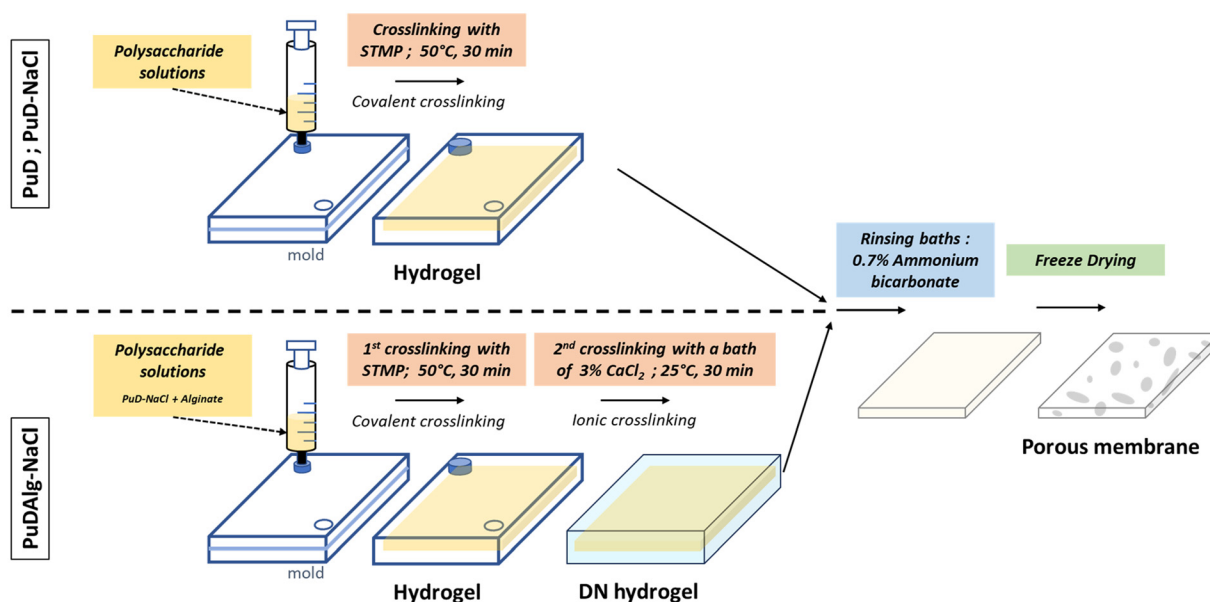 PuD ; PuD-NaCl
Polysaccharide
solutions
Crosslinking with
STMP ; 50°C, 30 min
Covalent crosslinking
mold
Hydrogel
Rinsing baths :
0.7% Ammonium
bicarbonate
Freeze Drying
Porous membrane
PuDAlg-NaCl
Polysaccharide
solutions
PuD-NaCl + Alginate
1st crosslinking with
STMP; 50°C, 30 min
Covalent crosslinking
2nd crosslinking with a bath
of 3% CaCl₂ ; 25°C, 30 min
Ionic crosslinking
mold
Hydrogel
DN hydrogel